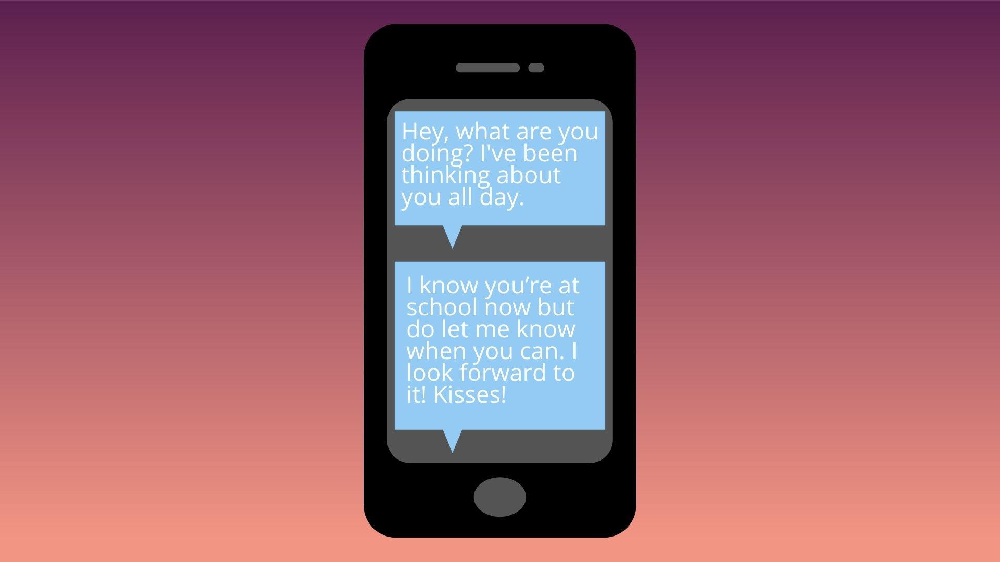 Hey, what are you
doing? I've been
thinking about
you all day.
I know you’re at
school now but
do let me know
when you can. I
look forward to
it! Kisses!